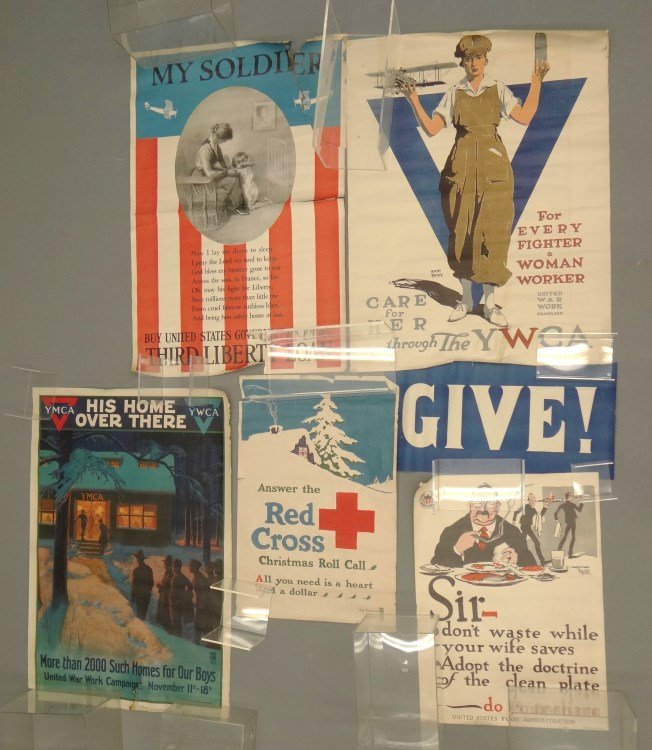 MY SOLDIER
Now I lay me down to sleep
I pray the Lord my soul to keep.
God bless my brother gone to war
Across the seas, in France, so far.
Oh, may his fight for Liberty,
Save millions more than little me
From cruel fates or ruthless blast,
And bring him safely home at last.
BUY UNITED STATES
THIRD LIBERTY
For
EVERY
FIGHTER
a
WOMAN
WORKER
UNITED
WAR
WORK
CAMPAIGN
CARE
for
HER
through The YWCA
YMCA
HIS HOME
OVER THERE
YWCA
YMCA
More than 2000 Such Homes for Our Boys
United War Work Campaign November 11th-18th
Answer the
Red
Cross
Christmas Roll Call
All you need is a heart
and a dollar
GIVE!
Sir-
don't waste while
your wife saves
Adopt the doctrine
of the clean plate
do
UNITED STATES FOOD ADMINISTRATION